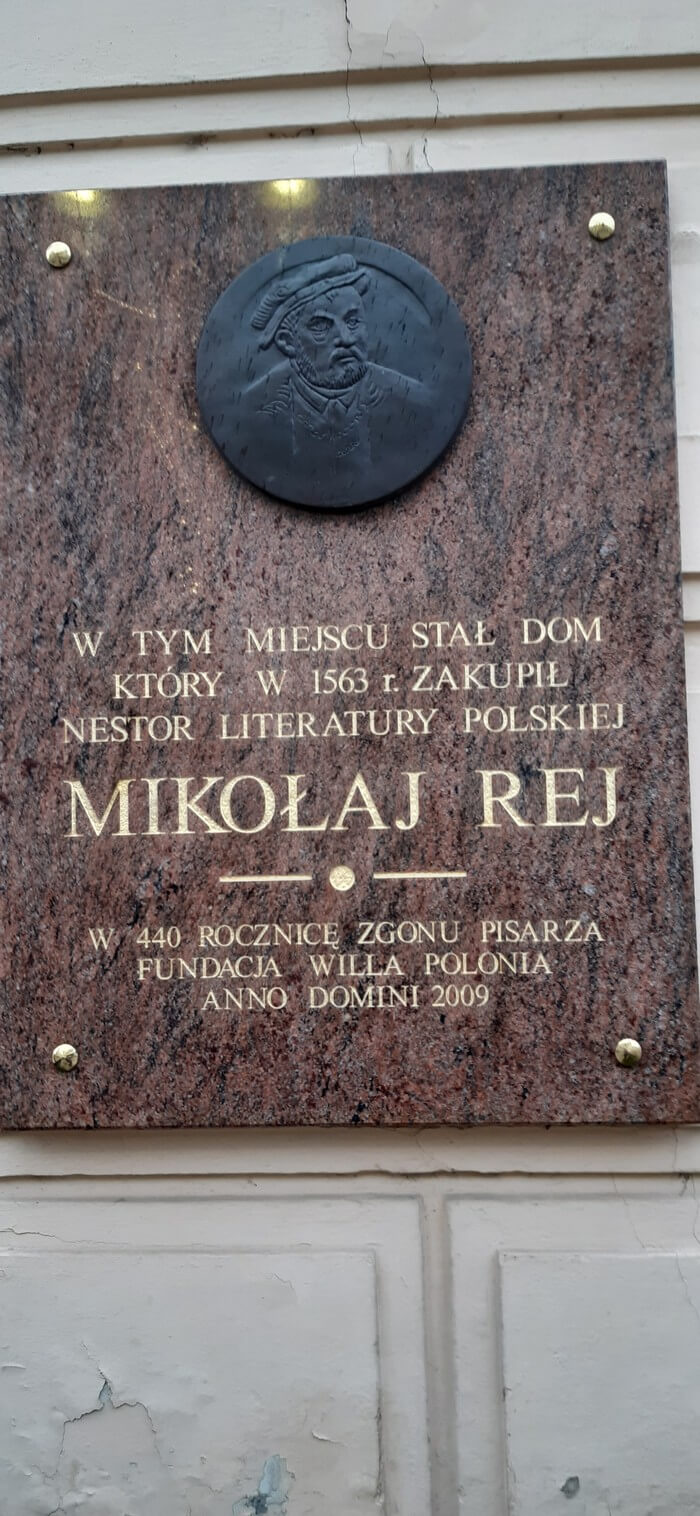 W TYM MIEJSCU STAŁ DOM
KTÓRY W 1563 r. ZAKUPIŁ
NESTOR LITERATURY POLSKIEJ
MIKOŁAJ REJ
W 440 ROCZNICĘ ZGONU PISARZA
FUNDACJA WILLA POLONIA
ANNO DOMINI 2009